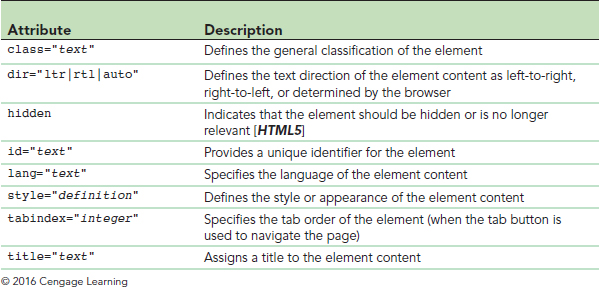 Attribute Description
class="text" Defines the general classification of the element
dir="ltr|rtl|auto" Defines the text direction of the element content as left-to-right,
right-to-left, or determined by the browser
hidden Indicates that the element should be hidden or is no longer
relevant [HTML5]
id="text" Provides a unique identifier for the element
lang="text" Specifies the language of the element content
style="definition" Defines the style or appearance of the element content
tabindex="integer" Specifies the tab order of the element (when the tab button is
used to navigate the page)
title="text" Assigns a title to the element content
© 2016 Cengage Learning